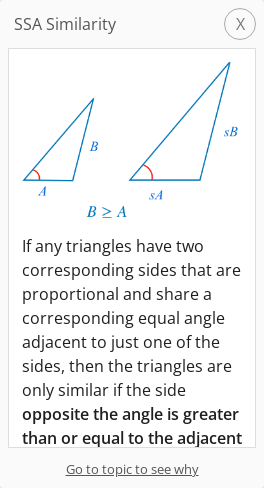 SSA Similarity
X
B
sB
A
sA
B ≥ A
If any triangles have two
corresponding sides that are
proportional and share a
corresponding equal angle
adjacent to just one of the
sides, then the triangles are
only similar if the side
opposite the angle is greater
than or equal to the adjacent
Go to topic to see why